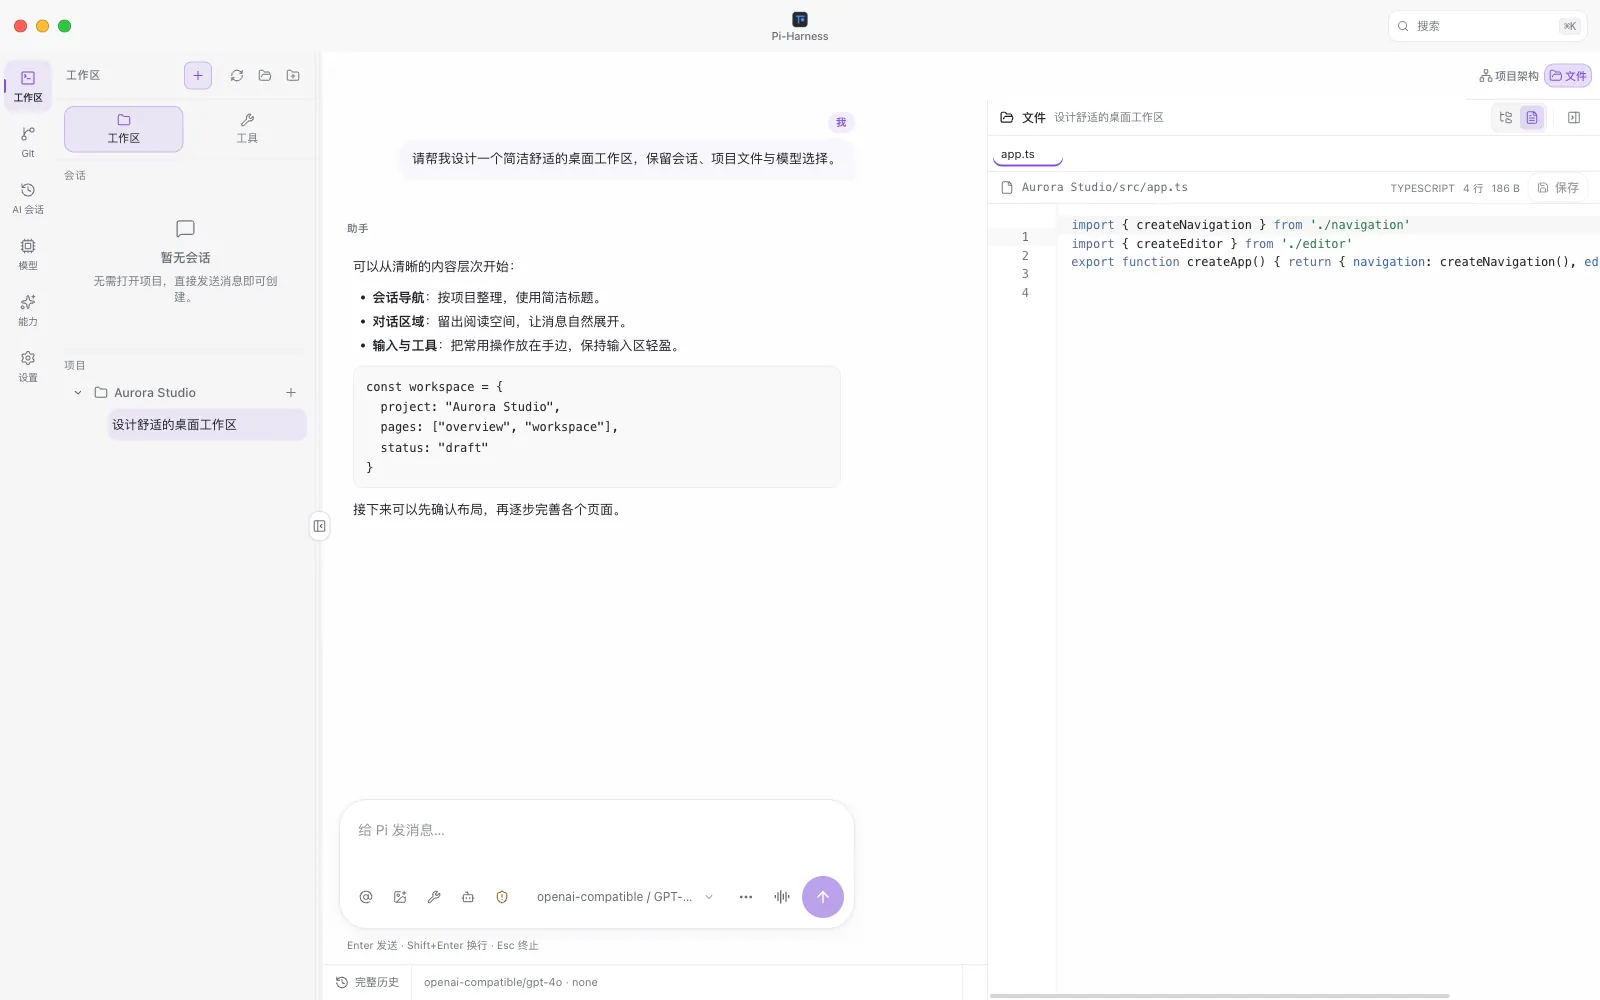 Pi-Harness
搜索
⌘K
工作区
Git
AI 会话
模型
能力
设置
工作区
工作区
工具
会话
暂无会话
无需打开项目，直接发送消息即可创
建。
项目
Aurora Studio
设计舒适的桌面工作区
我
请帮我设计一个简洁舒适的桌面工作区，保留会话、项目文件与模型选择。
助手
可以从清晰的内容层次开始：
• 会话导航：按项目整理，使用简洁标题。
• 对话区域：留出阅读空间，让消息自然展开。
• 输入与工具：把常用操作放在手边，保持输入区轻盈。
const workspace = {
  project: "Aurora Studio",
  pages: ["overview", "workspace"],
  status: "draft"
}
接下来可以先确认布局，再逐步完善各个页面。
给 Pi 发消息...
openai-compatible / GPT-...
Enter 发送 · Shift+Enter 换行 · Esc 终止
完整历史
openai-compatible/gpt-4o · none
项目架构
文件
文件 设计舒适的桌面工作区
app.ts
Aurora Studio/src/app.ts
TYPESCRIPT 4 行 186 B
保存
1
2
3
4
import { createNavigation } from './navigation'
import { createEditor } from './editor'
export function createApp() { return { navigation: createNavigation(), ed